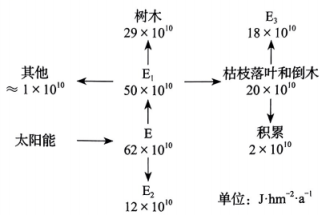 树木
29×10¹⁰
E₃
18×10¹⁰
其他
≈1×10¹⁰
E₁
50×10¹⁰
枯枝落叶和倒木
20×10¹⁰
太阳能
E
62×10¹⁰
积累
2×10¹⁰
E₂
12×10¹⁰
单位：J·hm⁻²·a⁻¹